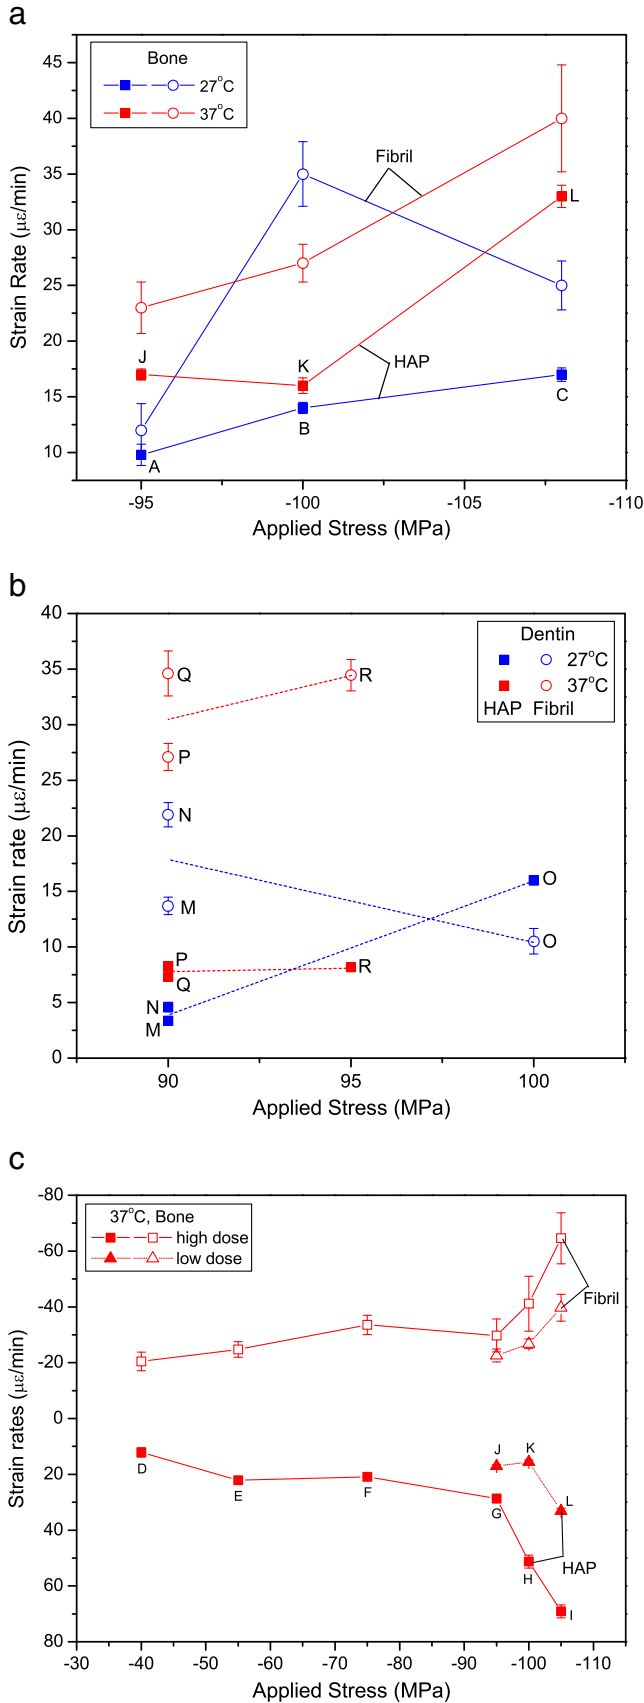 a
Bone
27°C
37°C
45
40
35
30
25
20
15
10
Strain Rate (με/min)
Fibril
L
J
K
HAP
A
B
C
-95
-100
-105
-110
Applied Stress (MPa)
b
Dentin
27°C
37°C
HAP Fibril
40
35
30
25
20
15
10
5
0
Strain rate (με/min)
Q
R
P
N
M
O
O
P
Q
R
N
M
90
95
100
Applied Stress (MPa)
c
37°C, Bone
high dose
low dose
-80
-60
-40
-20
0
20
40
60
80
Strain rates (με/min)
Fibril
D
E
F
G
H
I
J
K
L
HAP
-30
-40
-50
-60
-70
-80
-90
-100
-110
Applied Stress (MPa)